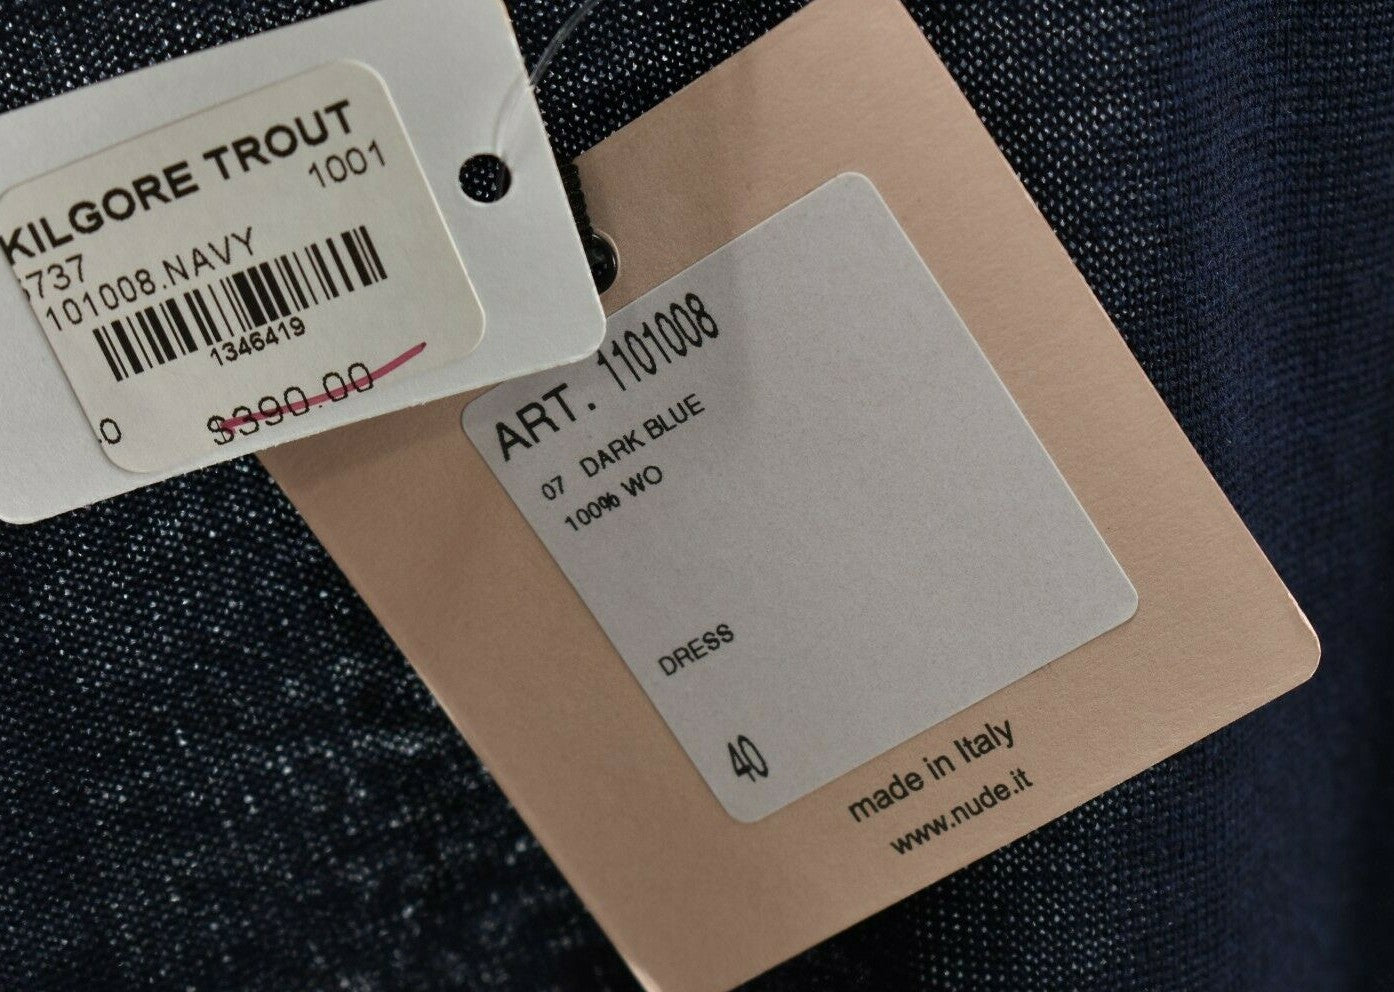 KILGORE TROUT
1001
737
101008.NAVY
1346419
$390.00
ART. 1101008
07 DARK BLUE
100% WO
DRESS
40
made in Italy
www.nude.it